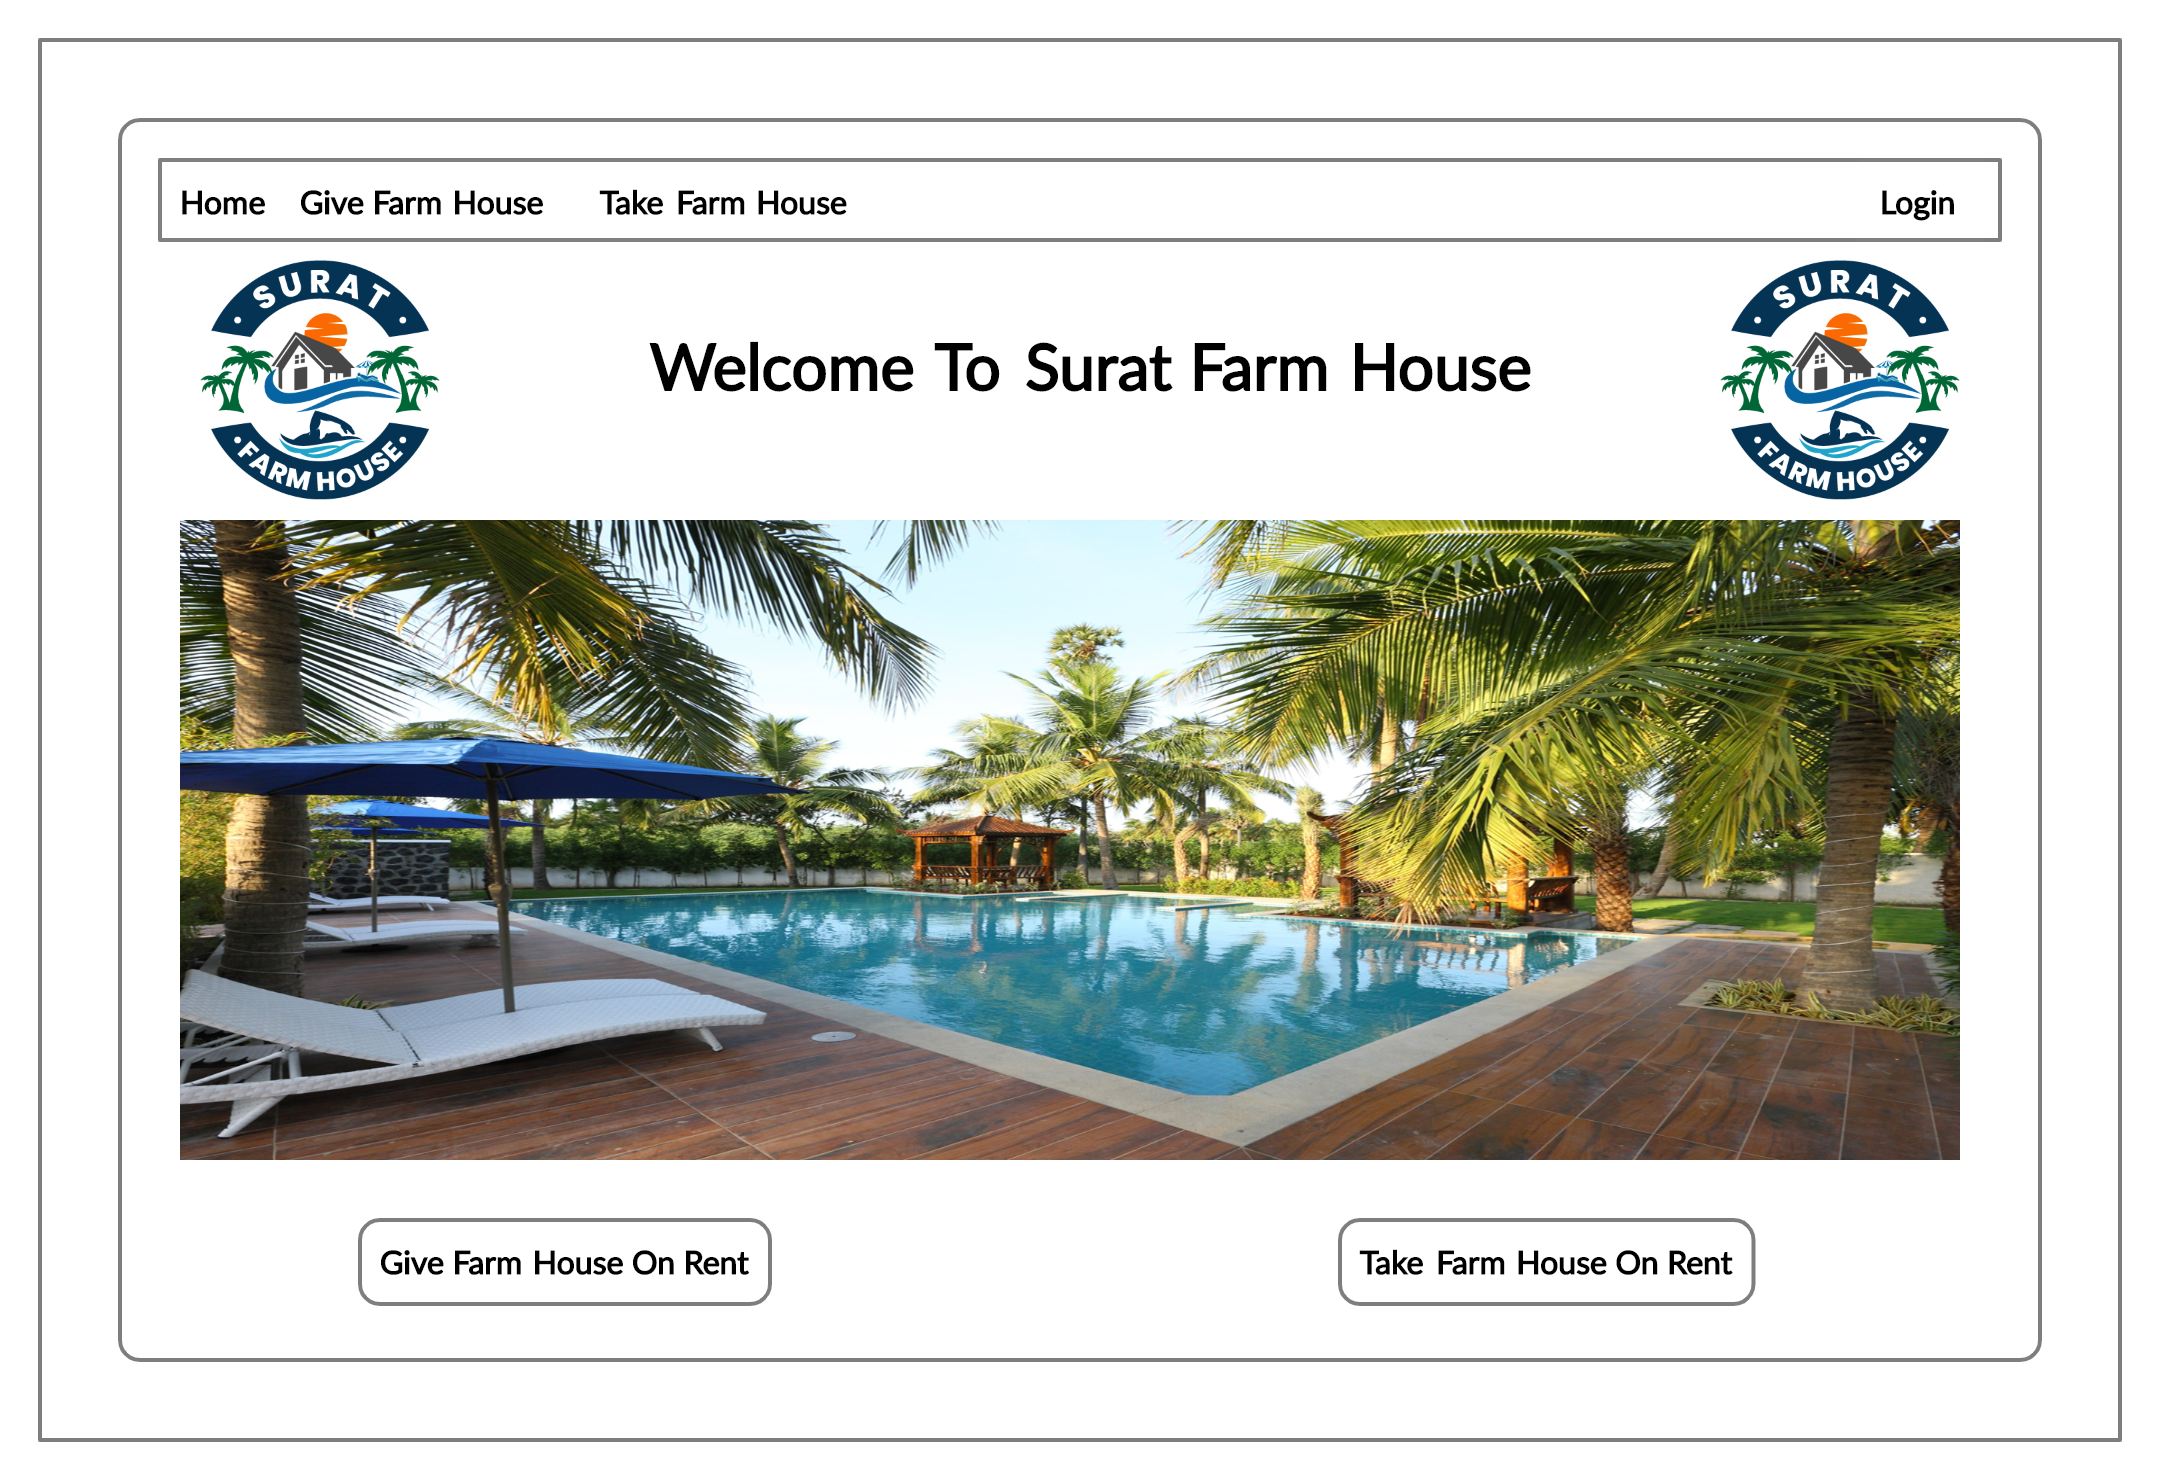 Home Give Farm House Take Farm House Login
SURAT
FARM HOUSE
Welcome To Surat Farm House
SURAT
FARM HOUSE
Give Farm House On Rent
Take Farm House On Rent